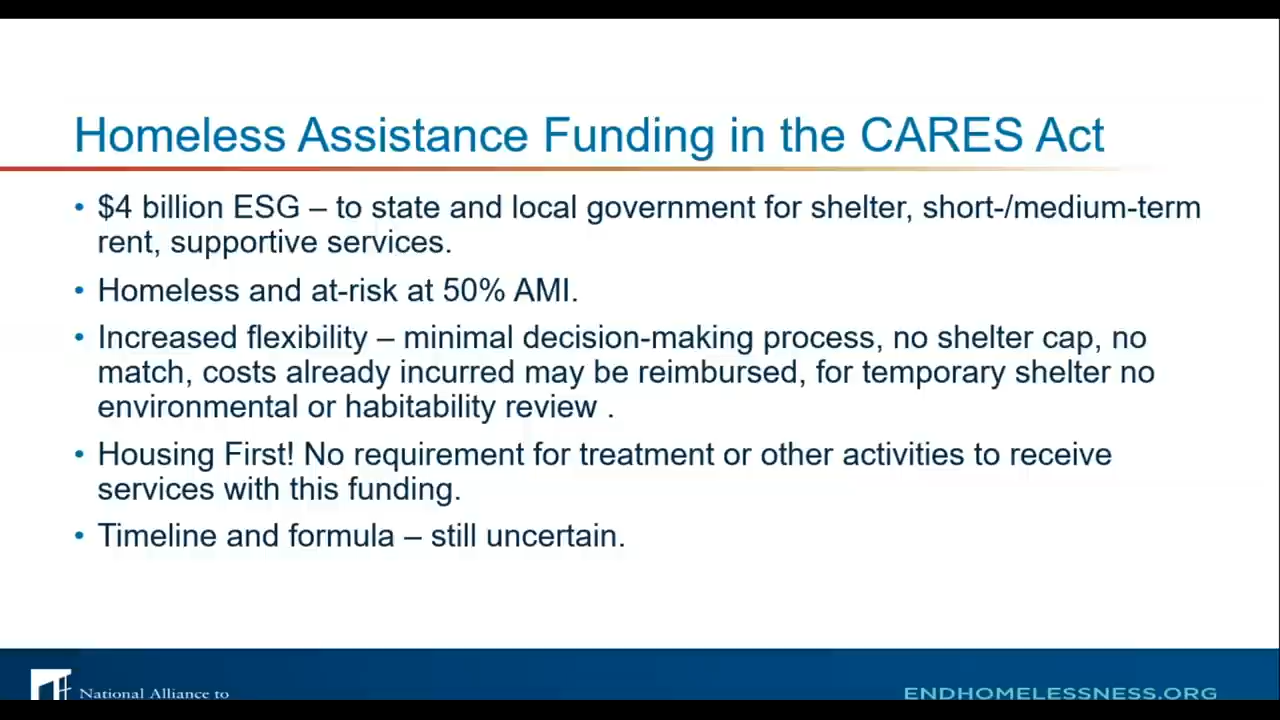 Homeless Assistance Funding in the CARES Act
• $4 billion ESG – to state and local government for shelter, short-/medium-term
rent, supportive services.
• Homeless and at-risk at 50% AMI.
• Increased flexibility – minimal decision-making process, no shelter cap, no
match, costs already incurred may be reimbursed, for temporary shelter no
environmental or habitability review .
• Housing First! No requirement for treatment or other activities to receive
services with this funding.
• Timeline and formula – still uncertain.
National Alliance to
ENDHOMELESSNESS.ORG